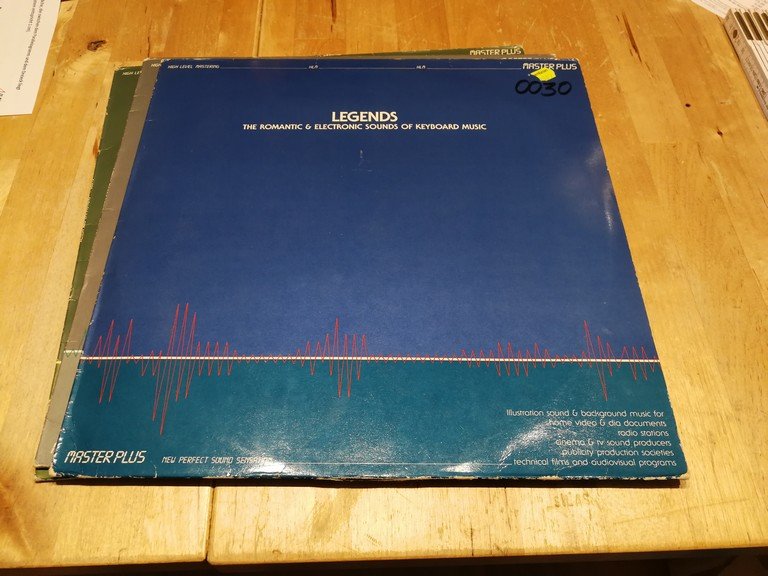 MASTER PLUS
HIGH LEVEL MASTERING
HLM
HLM
MASTER PLUS
0030
LEGENDS
THE ROMANTIC & ELECTRONIC SOUNDS OF KEYBOARD MUSIC
Illustration sound & background music for
home video & dia documents
radio stations
cinema & tv sound producers
publicity production societies
technical films and audiovisual programs
MASTER PLUS
NEW PERFECT SOUND SENSATION